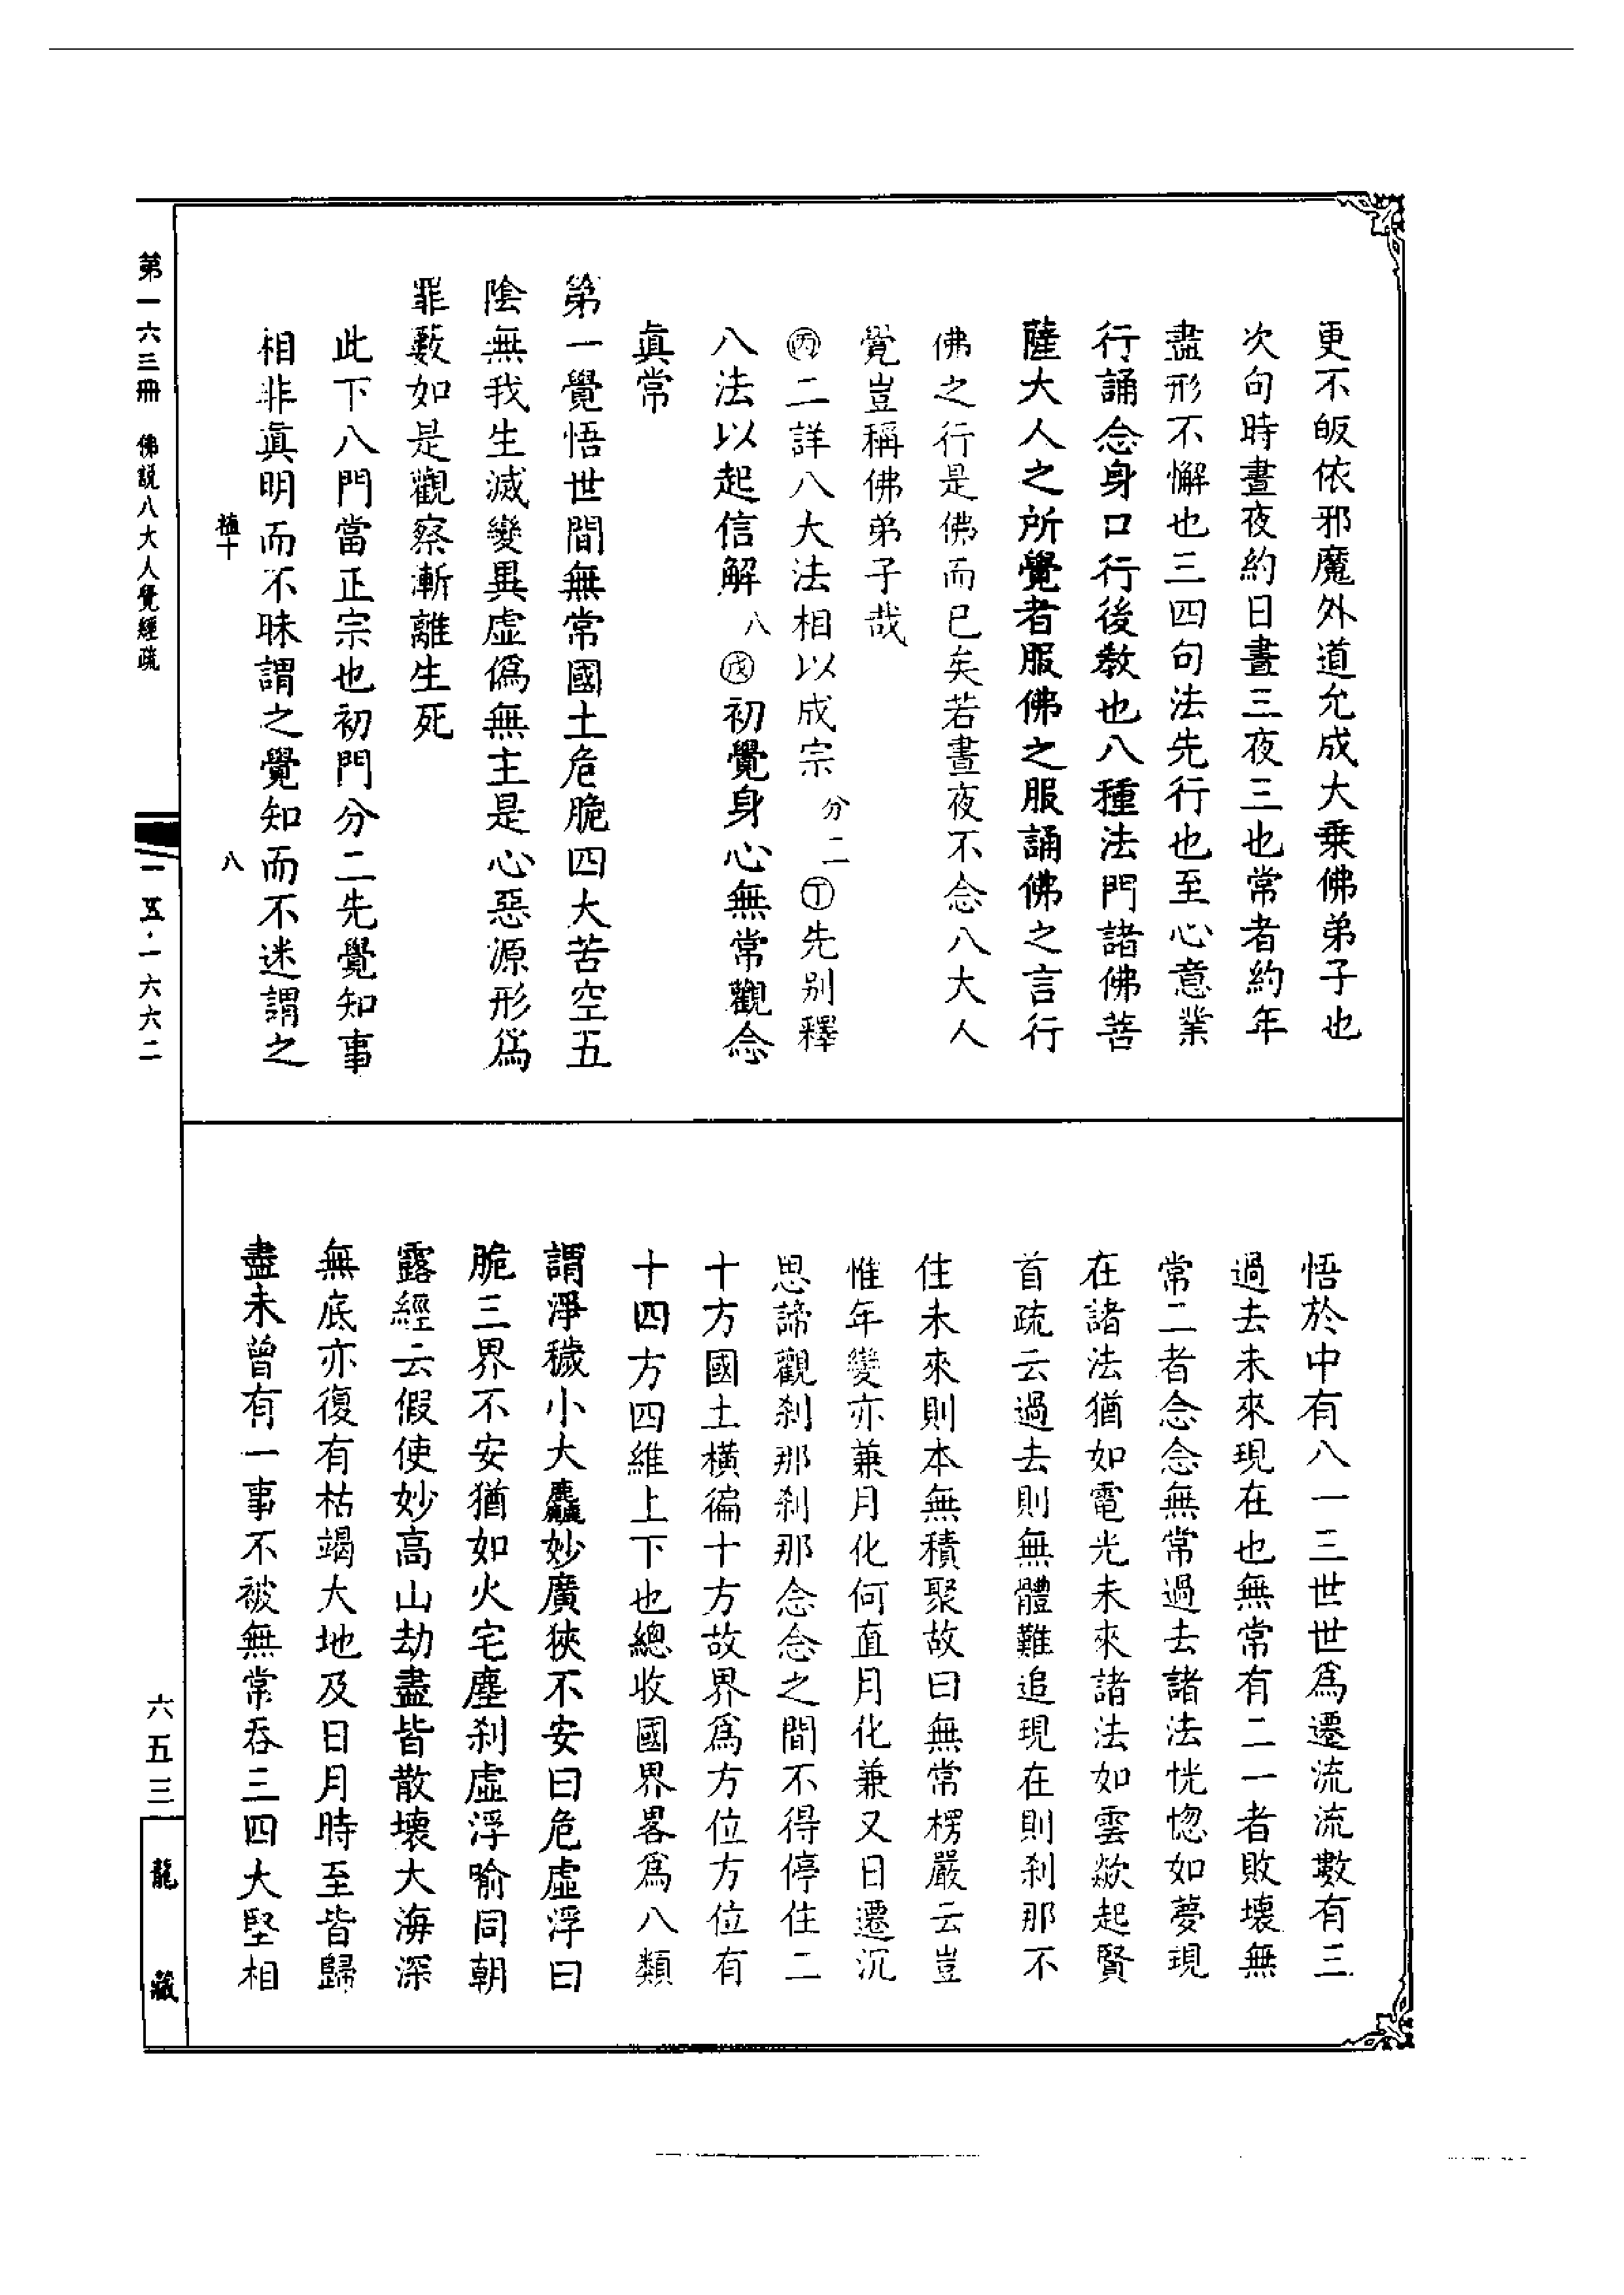 更不皈依邪魔外道允成大乗佛弟子也
次句時晝夜約日晝三夜三也常者約年
盡形不懈也三四句法先行也至心意業
行誦念身口行後教也八種法門諸佛菩
薩大人之所覺者服佛之服誦佛之言行
佛之行是佛而已矣若晝夜不念八大人
覺豈稱佛弟子哉
㊅二詳八大法相以成宗分二㊉先別釋
八法以起信解八㊍初覺身心無常觀念
眞常
第一覺悟世間無常國土危脆四大苦空五
陰無我生滅變異虛僞無主是心惡源形爲
罪藪如是觀察漸離生死
此下八門當正宗也初門分二先覺知事
相非眞明而不昧謂之覺知而不迷謂之
植十 八
悟於中有八一三世世爲遷流流數有三
過去未來現在也無常有二一者敗壞無
常二者念念無常過去諸法恍惚如夢現
在諸法猶如電光未來諸法如雲歘起賢
首疏云過去則無體難追現在則刹那不
住未來則本無積聚故曰無常楞嚴云豈
惟年變亦兼月化何直月化兼又日遷沉
思諦觀刹那刹那念念之間不得停住二
十方國土橫徧十方故界爲方位方位有
十四方四維上下也總收國界畧爲八類
謂淨穢小大麤妙廣狹不安曰危虛浮曰
脆三界不安猶如火宅塵刹虛浮喻同朝
露經云假使妙高山劫盡皆散壞大海深
無底亦復有枯竭大地及日月時至皆歸
盡未曾有一事不被無常吞三四大堅相
第一六三冊 佛説八大人覺經疏 一五·一六六二 六五三 龍藏